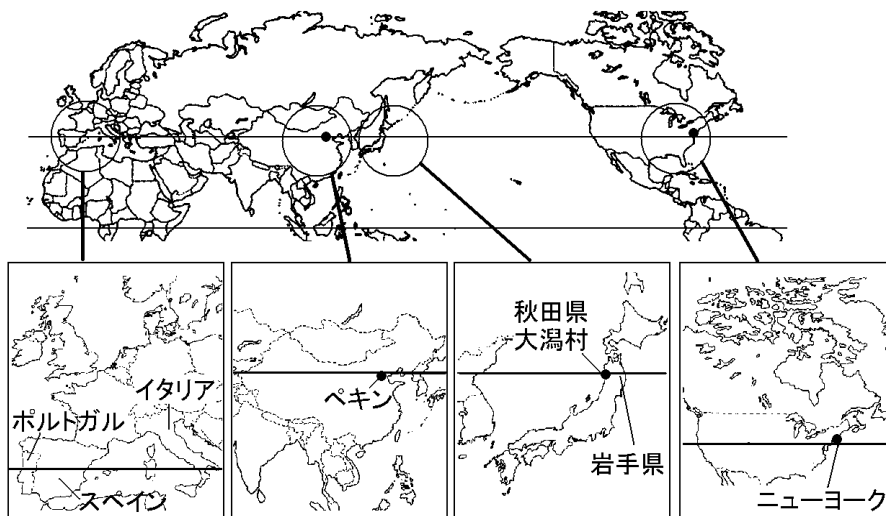 イタリア
ポルトガル
スペイン
ペキン
秋田県
大潟村
岩手県
ニューヨーク